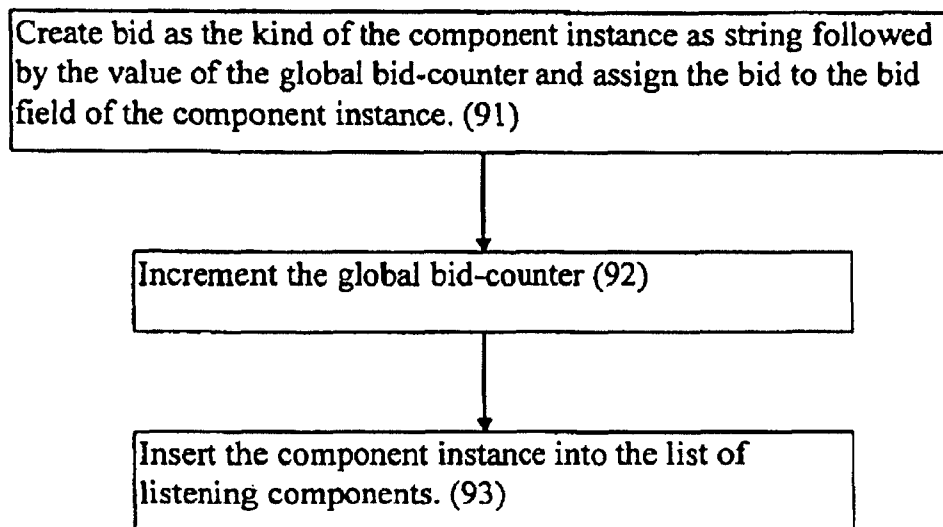 Create bid as the kind of the component instance as string followed
by the value of the global bid-counter and assign the bid to the bid
field of the component instance. (91)
Increment the global bid-counter (92)
Insert the component instance into the list of
listening components. (93)